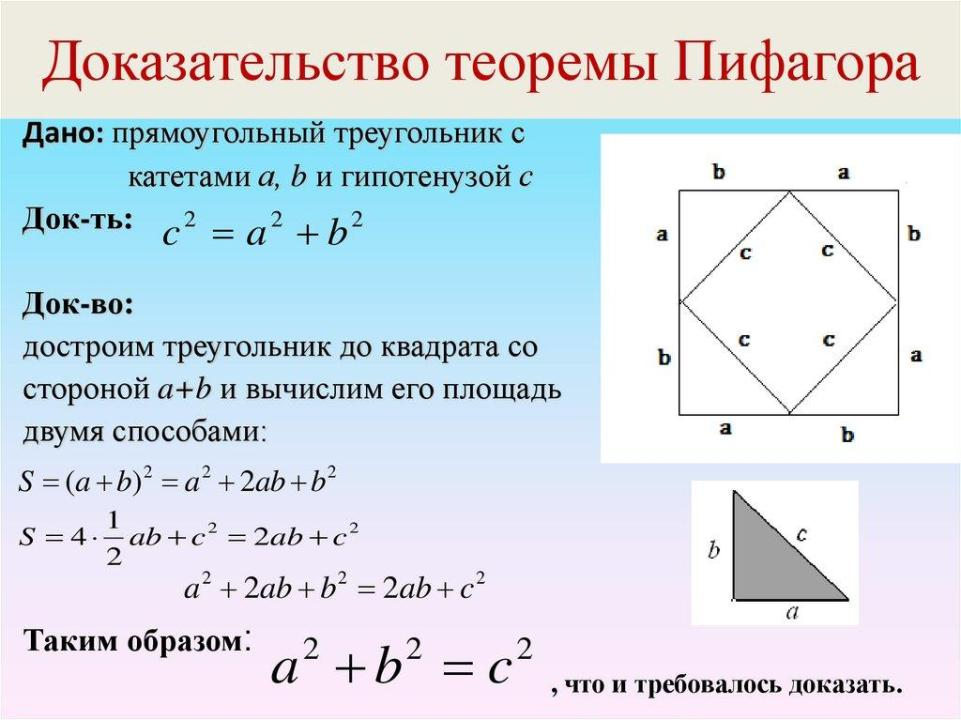 Доказательство теоремы Пифагора
Дано: прямоугольный треугольник с
катетами a, b и гипотенузой c
Док-ть:
c² = a² + b²
Док-во:
достроим треугольник до квадрата со
стороной a+b и вычислим его площадь
двумя способами:
S = (a + b)² = a² + 2ab + b²
S = 4 · 1/2 ab + c² = 2ab + c²
a² + 2ab + b² = 2ab + c²
Таким образом:
a² + b² = c²
, что и требовалось доказать.
b a
a b
c c
c c
b a
a b
b c
a